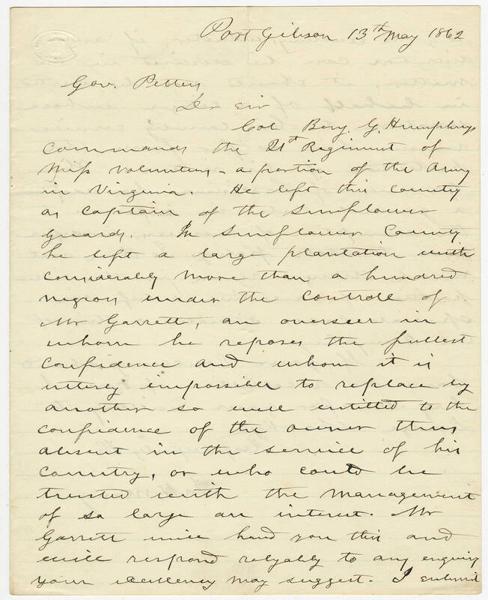 Port Gibson 13th May 1862
Gov. Pettus
Dr sir
Col Benj. G. Humphreys
commands the 21st Regiment of
Miss Volunteers - a portion of the Army
in Virginia. He left this country
as captain of the Sunflower
Guards. In Sunflower County
he left a large plantation with
considerably more than a hundred
negroes under the controle of
Mr Garrett, an overseer in
whom he reposes the fullest
confidence and whom it is
utterly impossible to replace by
another so well entitled to the
confidence of the owner thus
absent in the service of his
country, or who could be
trusted with the management
of so large an interest. Mr
Garrett will hand you this and
will respond relyably to any enquiry
your excellency may suggest. I submit